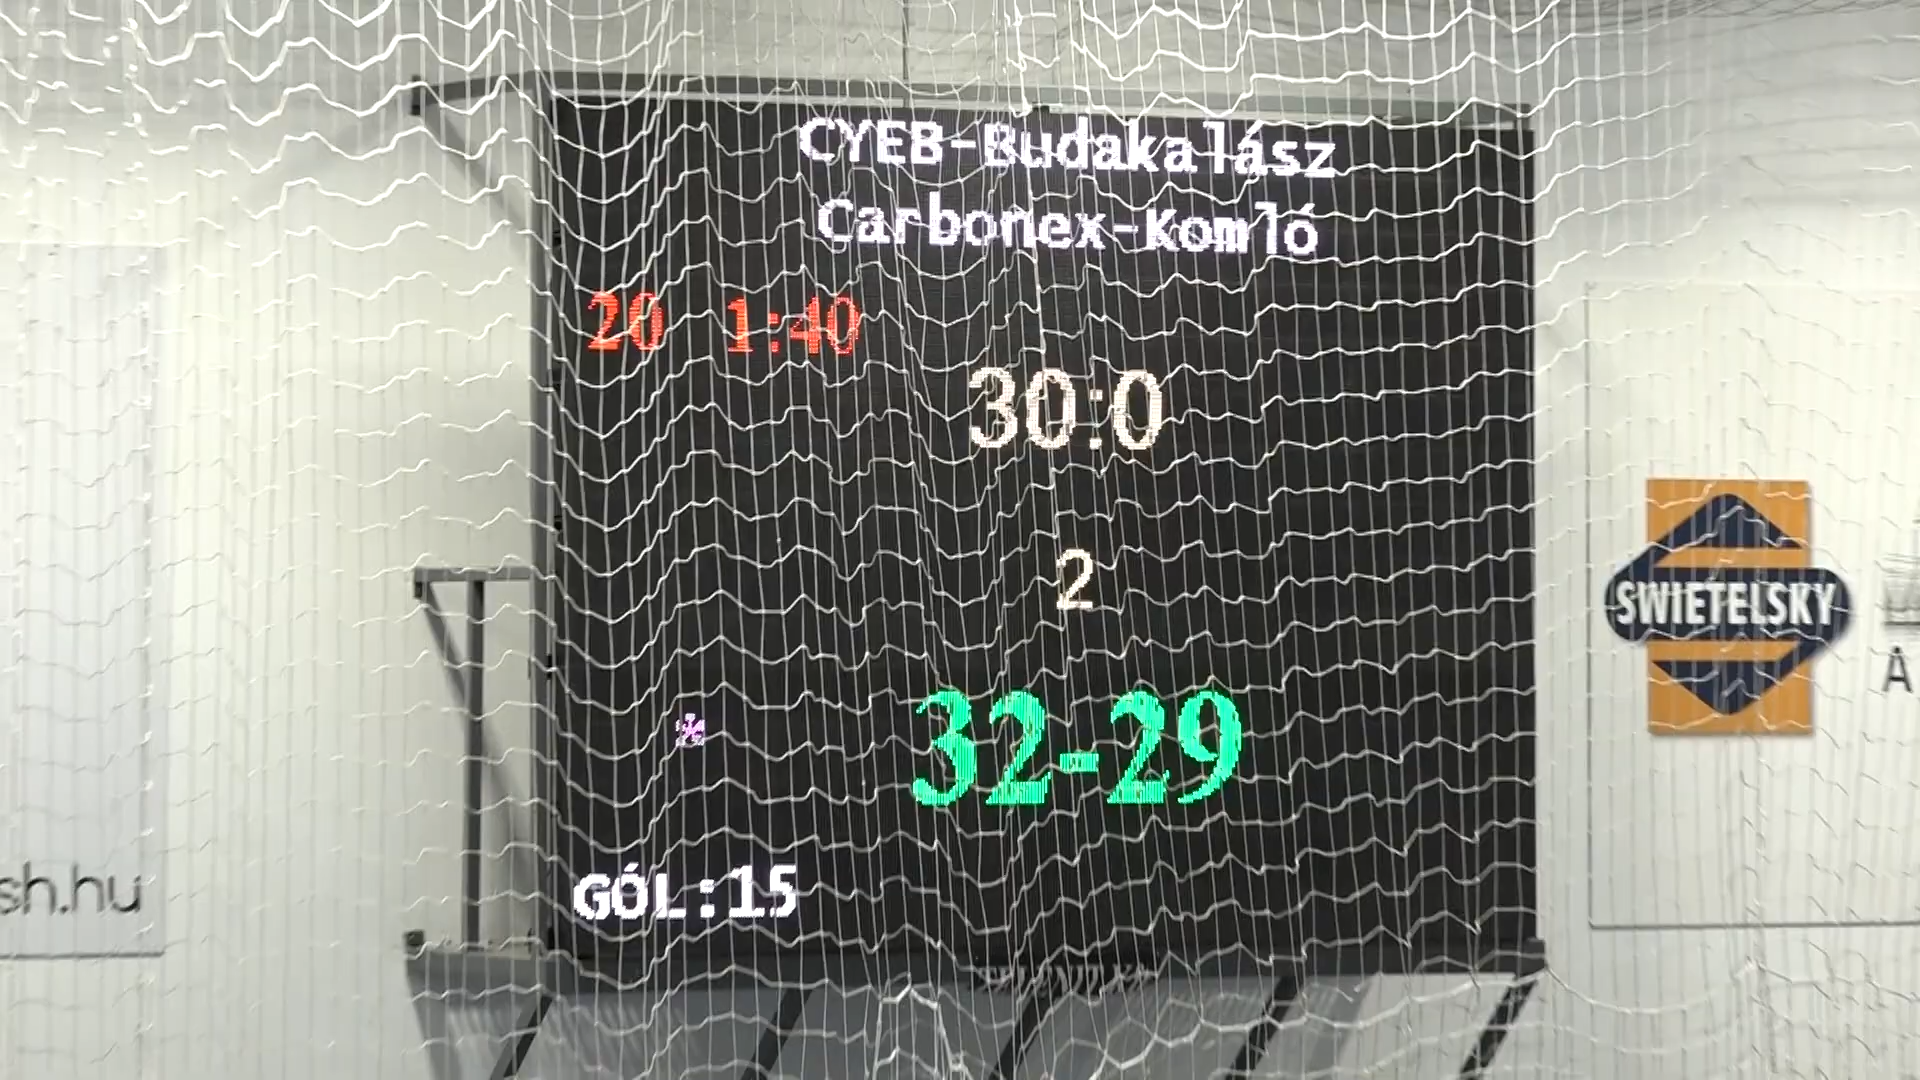 CYEB-Budakalász
Carbonex-Komló
20 1:40
30:0
2
32-29
GÓL:15
SWIETELSKY
sh.hu
A